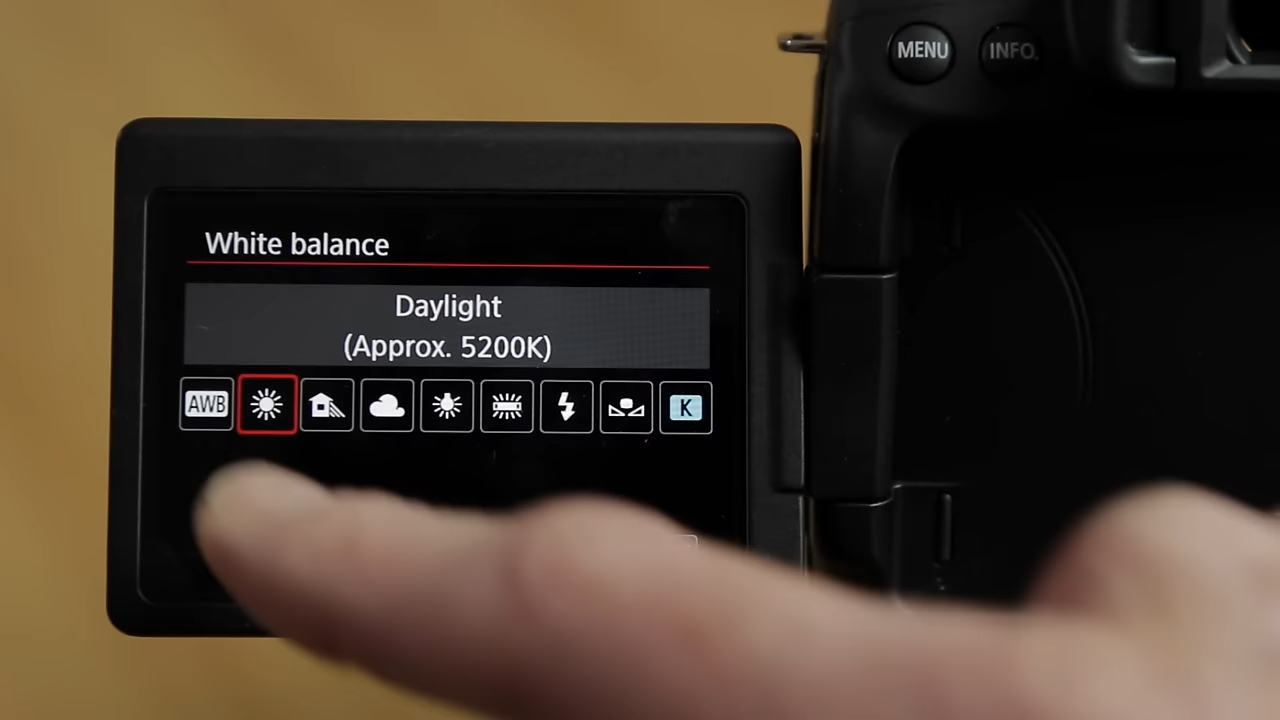 MENU
INFO.
White balance
Daylight
(Approx. 5200K)
AWB
K